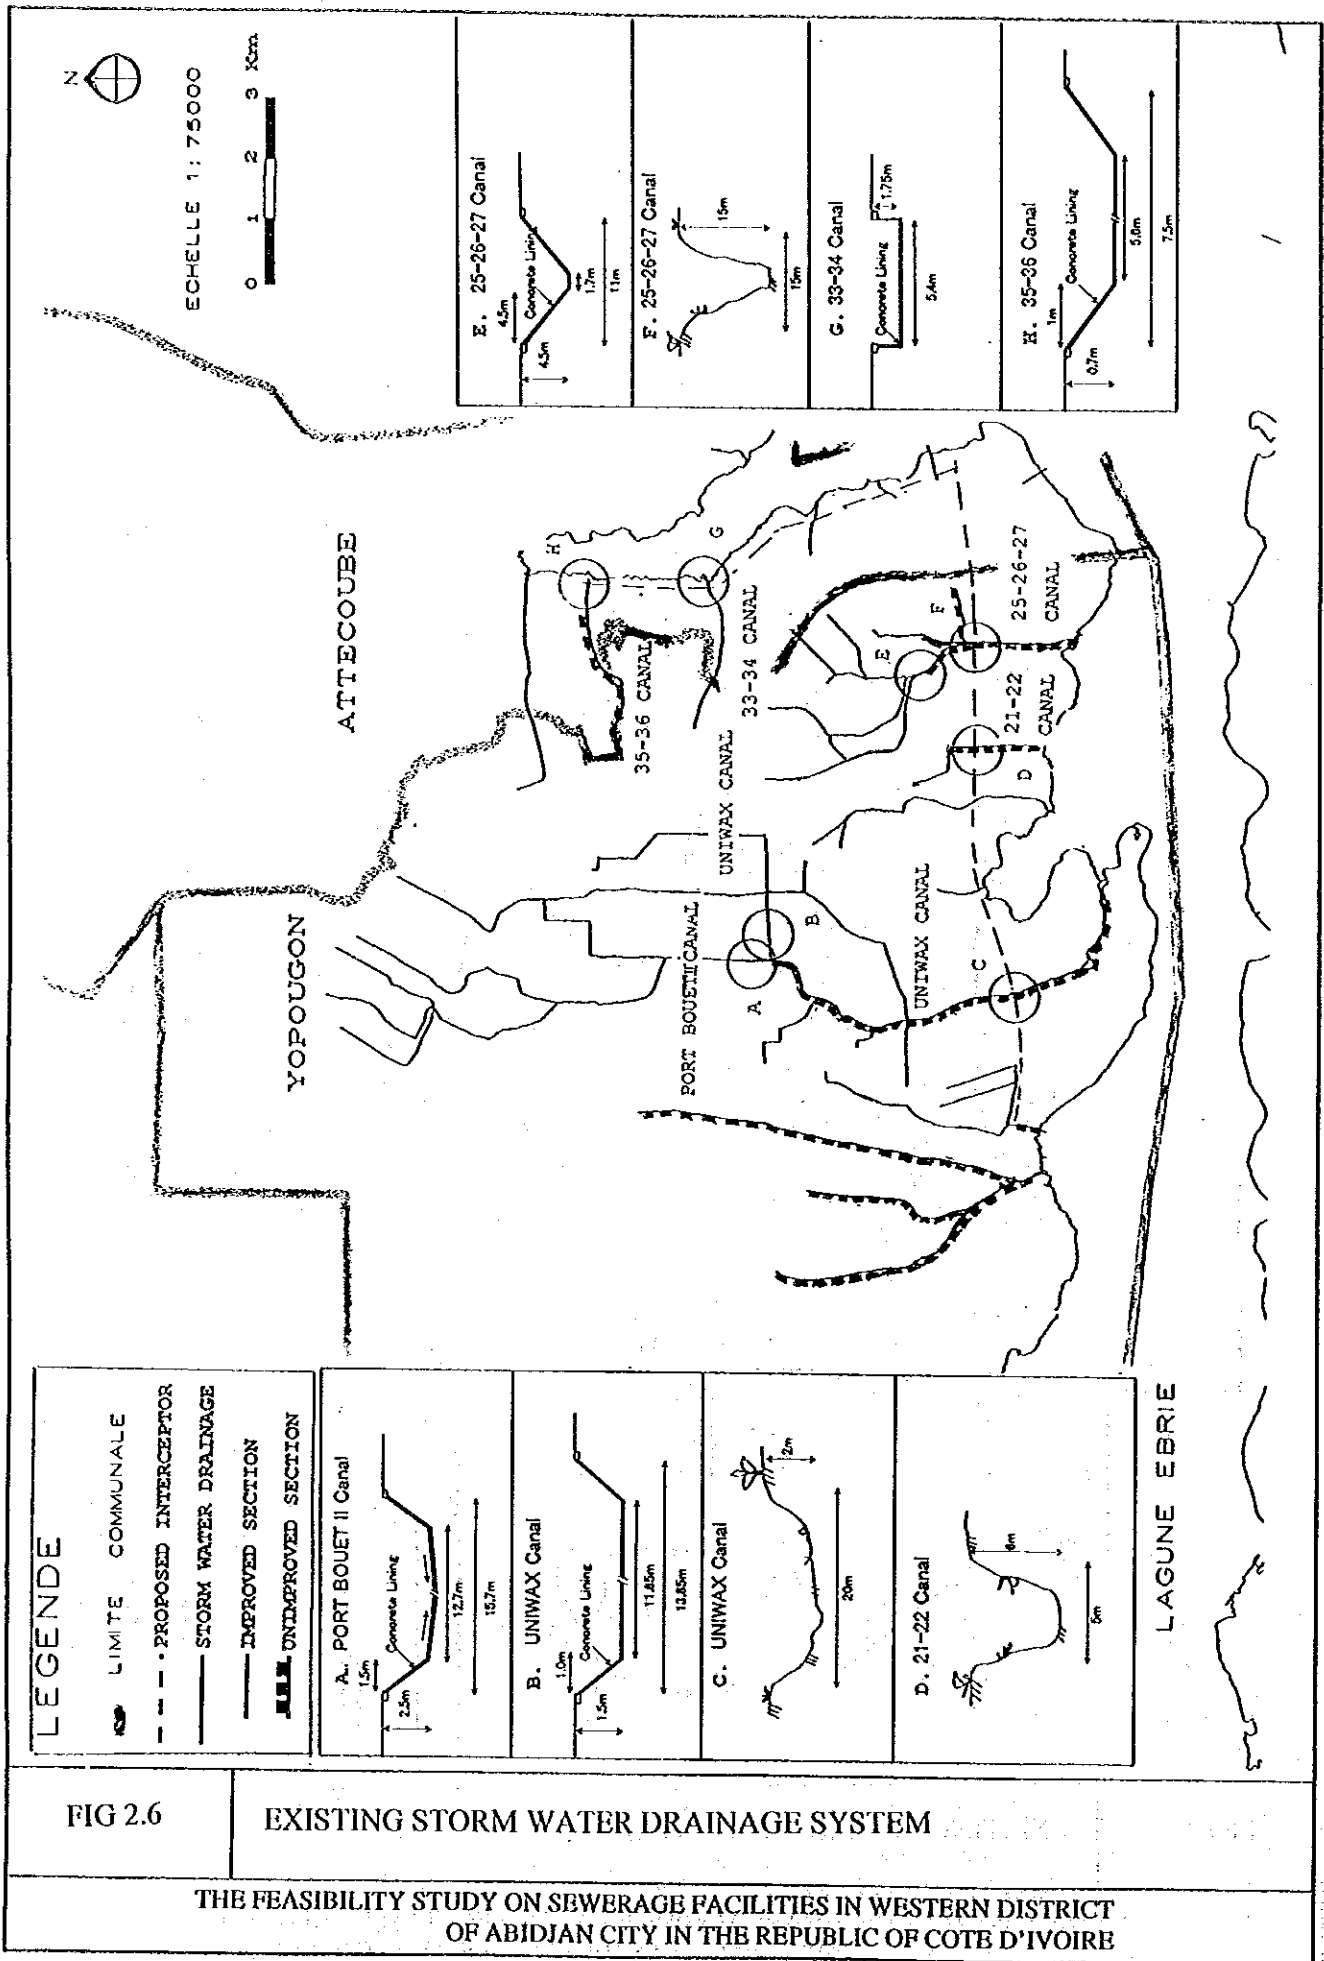 N
ECHELLE 1:75000
0 1 2 3 Km
ATTECOUBE
YOPOUGON
H
G
35-36 CANAL
33-34 CANAL
UNIWAX CANAL
PORT BOUET II CANAL
A
B
E
F
25-26-27
CANAL
21-22
CANAL
D
UNIWAX CANAL
C
LAGUNE EBRIE
E. 25-26-27 Canal
4.5m
Concrete Lining
4.5m
1.7m
11m
F. 25-26-27 Canal
15m
15m
G. 33-34 Canal
Concrete Lining
1.75m
5.4m
H. 35-36 Canal
1m
Concrete Lining
0.7m
5.0m
7.5m
LEGENDE
LIMITE COMMUNALE
PROPOSED INTERCEPTOR
STORM WATER DRAINAGE
IMPROVED SECTION
UNIMPROVED SECTION
A. PORT BOUET II Canal
1.5m
Concrete Lining
2.5m
12.7m
15.7m
B. UNIWAX Canal
1.0m
Concrete Lining
1.5m
11.85m
13.85m
C. UNIWAX Canal
2m
20m
D. 21-22 Canal
6m
5m
FIG 2.6
EXISTING STORM WATER DRAINAGE SYSTEM
THE FEASIBILITY STUDY ON SEWERAGE FACILITIES IN WESTERN DISTRICT
OF ABIDJAN CITY IN THE REPUBLIC OF COTE D'IVOIRE